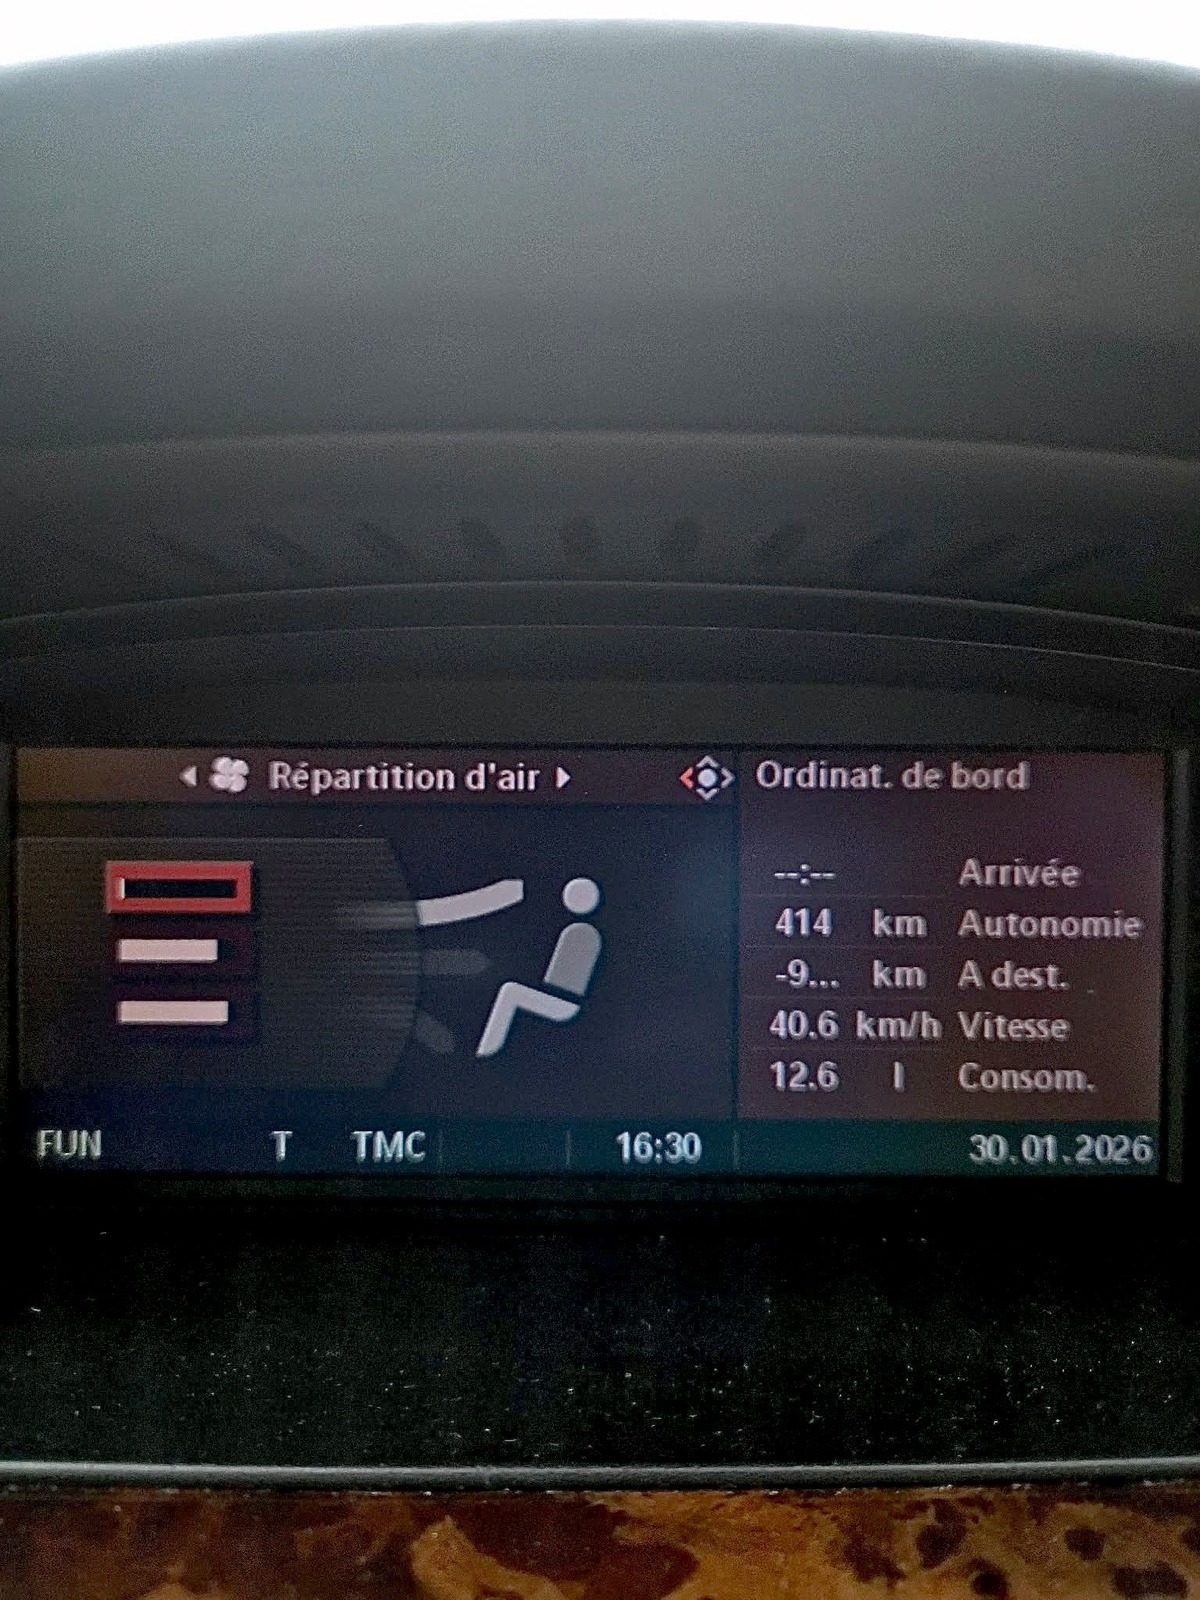 Répartition d'air
Ordinat. de bord
--:-- Arrivée
414 km Autonomie
-9... km A dest.
40.6 km/h Vitesse
12.6 l Consom.
FUN T TMC 16:30 30.01.2026